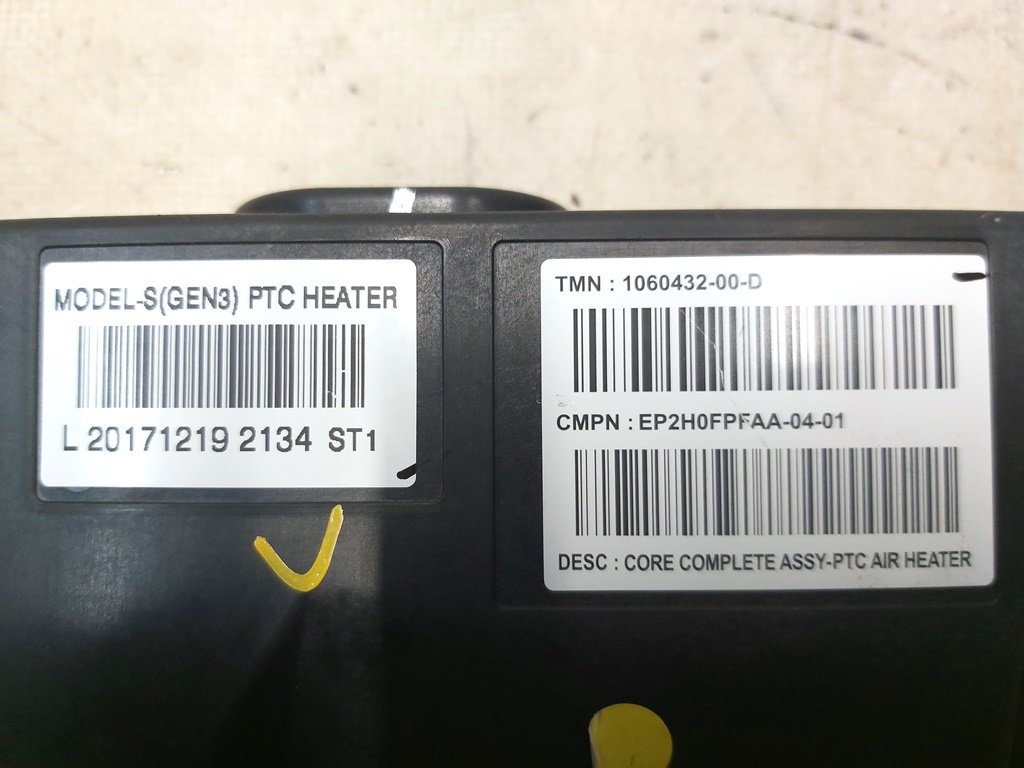 MODEL-S(GEN3) PTC HEATER
L 20171219 2134 ST1
TMN : 1060432-00-D
CMPN : EP2H0FPFAA-04-01
DESC : CORE COMPLETE ASSY-PTC AIR HEATER